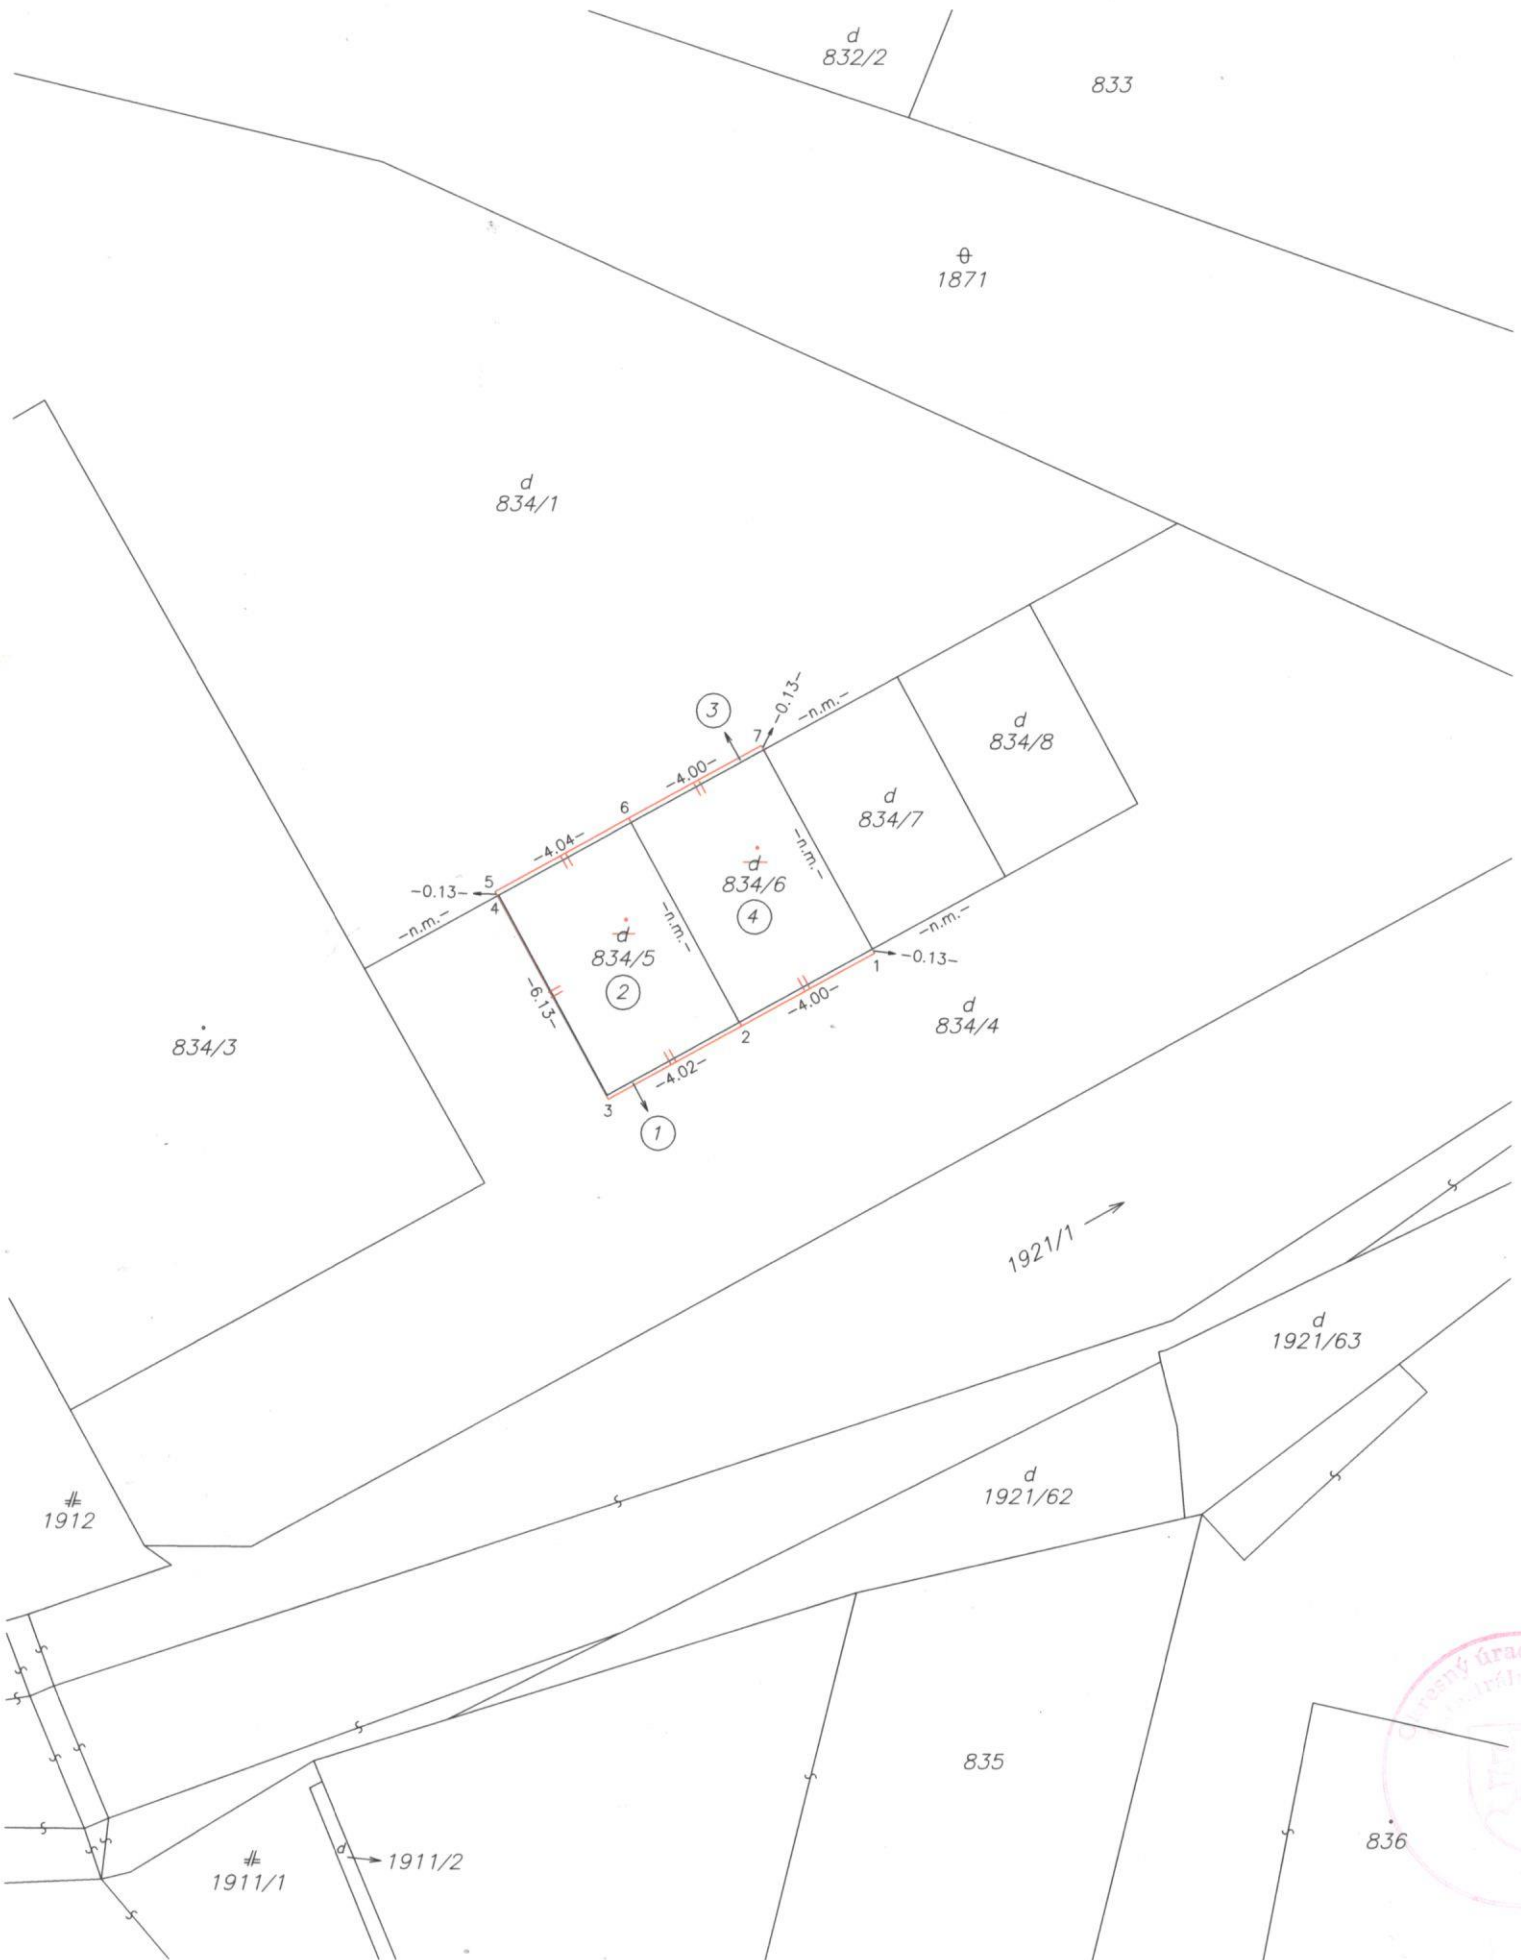 d
832/2
833
θ
1871
d
834/1
3
7
-0.13-
-n.m.-
d
834/8
-4.00-
d
834/7
6
-4.04-
-n.m.-
5
-0.13-
4
-n.m.-
d
834/6
4
-n.m.-
d
834/5
2
-n.m.-
-6.13-
1
-0.13-
-4.00-
d
834/4
834/3
2
-4.02-
3
1
1921/1
d
1921/63
d
1921/62
1912
Okresný úrad
835
836
d
1911/2
1911/1